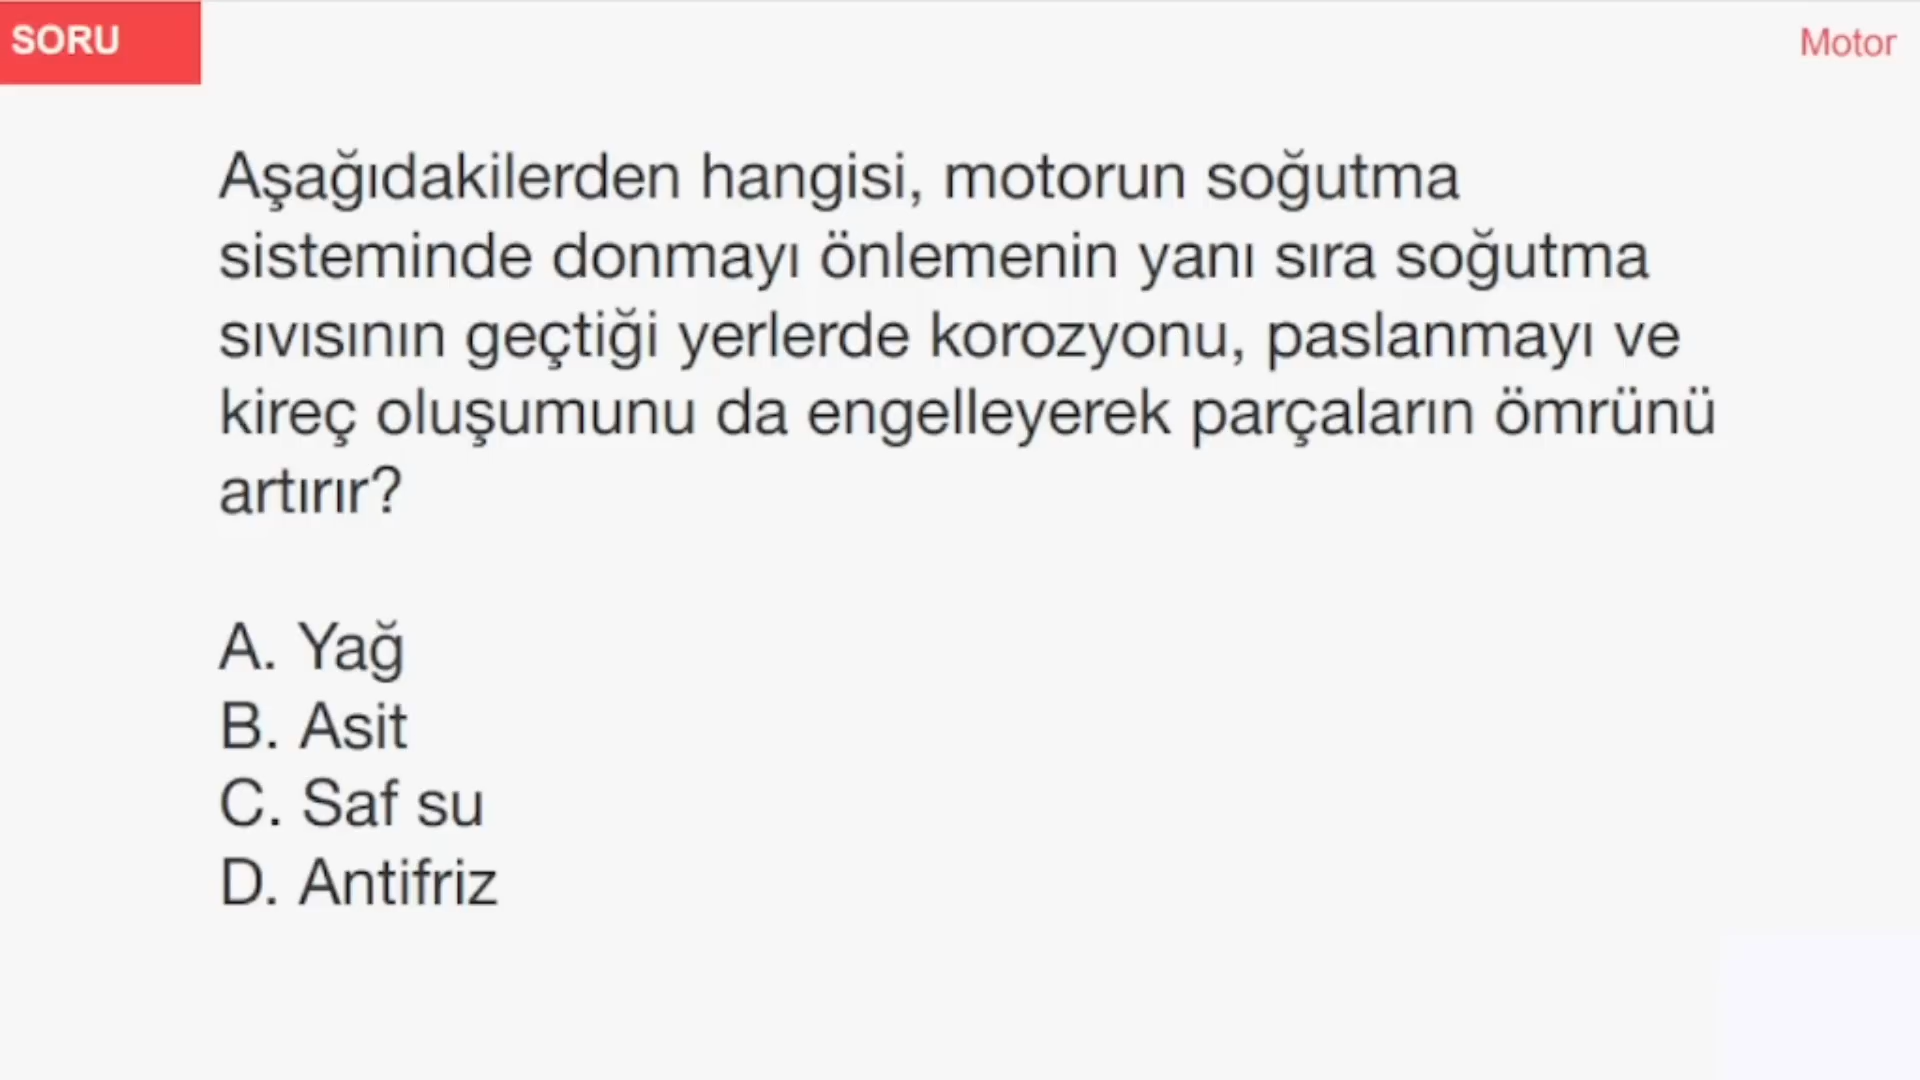 SORU
Motor
Aşağıdakilerden hangisi, motorun soğutma
sisteminde donmayı önlemenin yanı sıra soğutma
sıvısının geçtiği yerlerde korozyonu, paslanmayı ve
kireç oluşumunu da engelleyerek parçaların ömrünü
artırır?
A. Yağ
B. Asit
C. Saf su
D. Antifriz